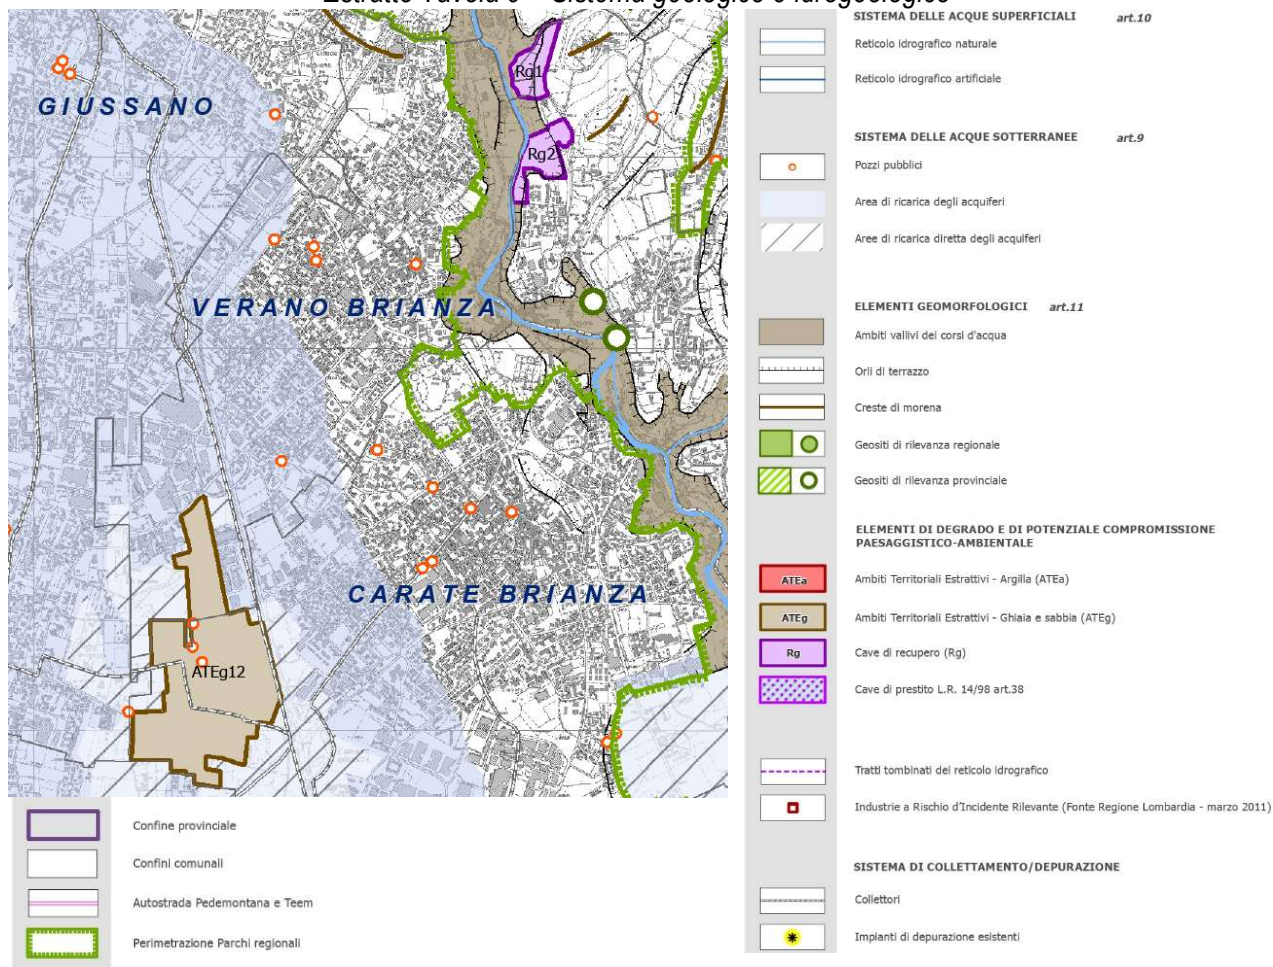 Estratto Tavola 9 – Sistema geologico e idrogeologico
GIUSSANO
VERANO BRIANZA
CARATE BRIANZA
Rg1
Rg2
ATEg12
Confine provinciale
Confini comunali
Autostrada Pedemontana e Teem
Perimetrazione Parchi regionali
SISTEMA DELLE ACQUE SUPERFICIALI art.10
Reticolo idrografico naturale
Reticolo idrografico artificiale
SISTEMA DELLE ACQUE SOTTERRANEE art.9
Pozzi pubblici
Area di ricarica degli acquiferi
Aree di ricarica diretta degli acquiferi
ELEMENTI GEOMORFOLOGICI art.11
Ambiti vallivi dei corsi d'acqua
Orli di terrazzo
Creste di morena
Geositi di rilevanza regionale
Geositi di rilevanza provinciale
ELEMENTI DI DEGRADO E DI POTENZIALE COMPROMISSIONE
PAESAGGISTICO-AMBIENTALE
ATEa Ambiti Territoriali Estrattivi - Argilla (ATEa)
ATEg Ambiti Territoriali Estrattivi - Ghiaia e sabbia (ATEg)
Rg Cave di recupero (Rg)
Cave di prestito L.R. 14/98 art.38
Tratti tombinati del reticolo idrografico
Industrie a Rischio d'Incidente Rilevante (Fonte Regione Lombardia - marzo 2011)
SISTEMA DI COLLETTAMENTO/DEPURAZIONE
Collettori
Impianti di depurazione esistenti